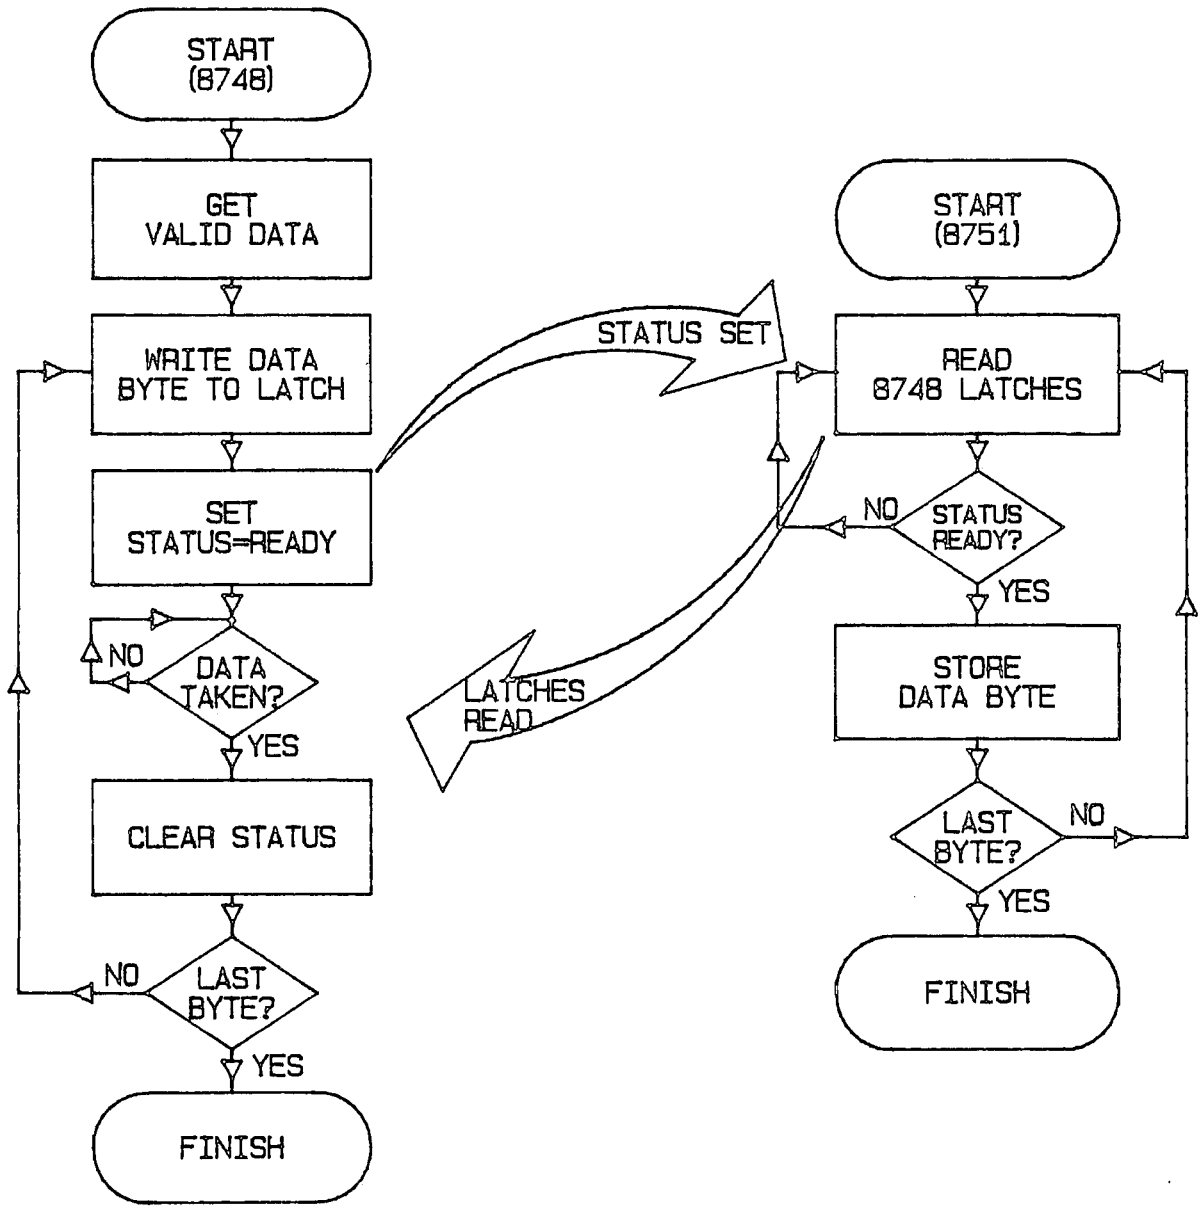 START
(8748)
GET
VALID DATA
WRITE DATA
BYTE TO LATCH
SET
STATUS=READY
NO
DATA
TAKEN?
YES
CLEAR STATUS
NO
LAST
BYTE?
YES
FINISH
STATUS SET
LATCHES
READ
START
(8751)
READ
8748 LATCHES
NO
STATUS
READY?
YES
STORE
DATA BYTE
LAST
BYTE?
NO
YES
FINISH